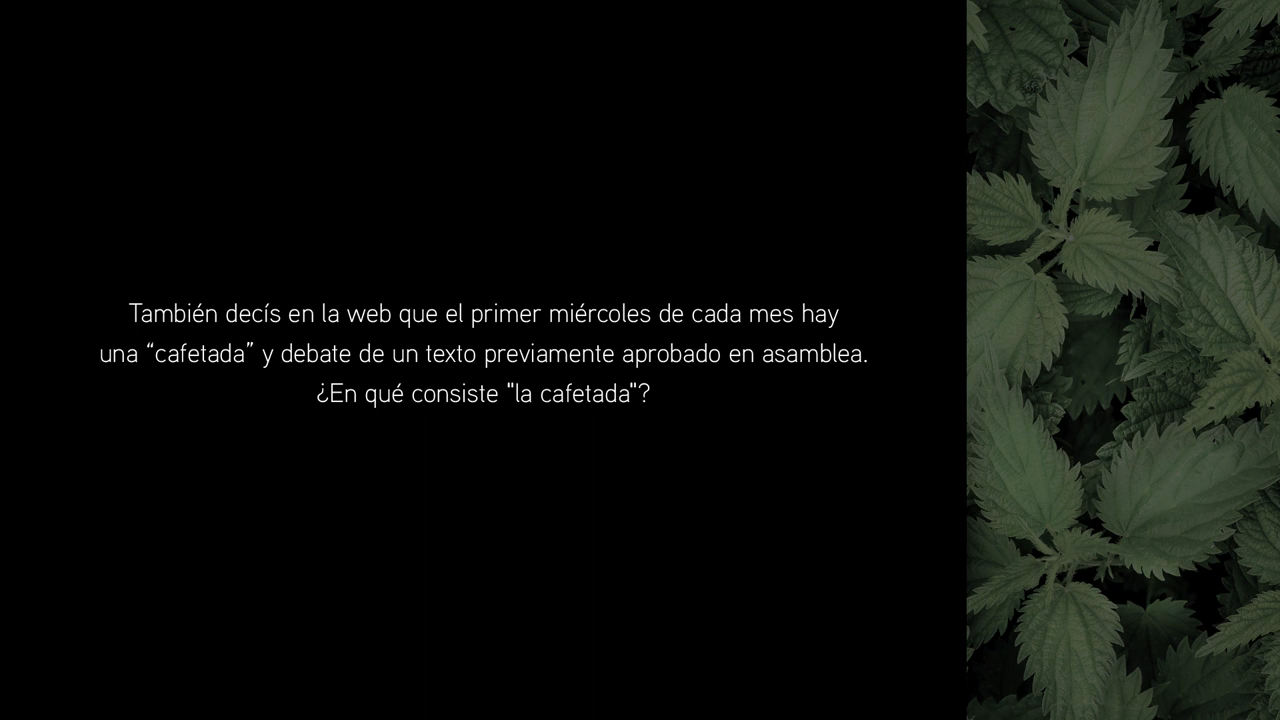 También decís en la web que el primer miércoles de cada mes hay
una “cafetada” y debate de un texto previamente aprobado en asamblea.
¿En qué consiste "la cafetada"?